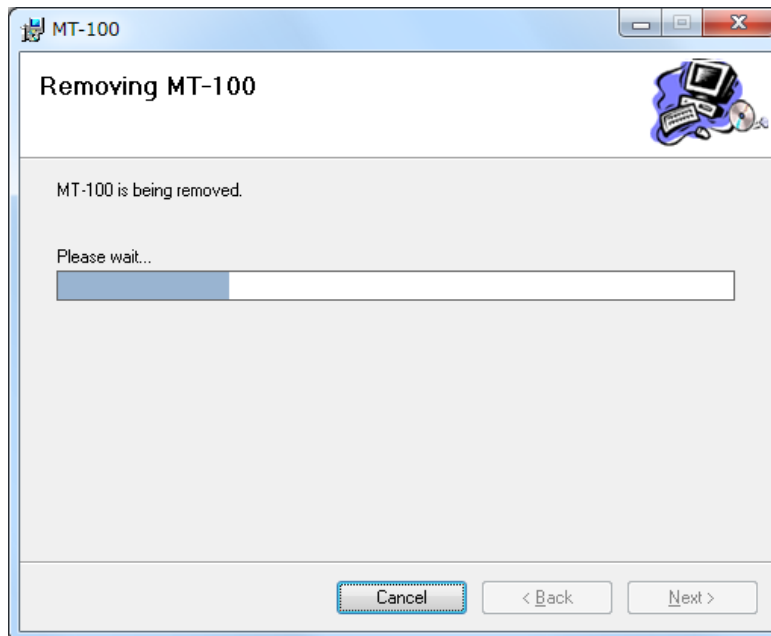 MT-100
Removing MT-100
MT-100 is being removed.
Please wait...
Cancel
< Back
Next >